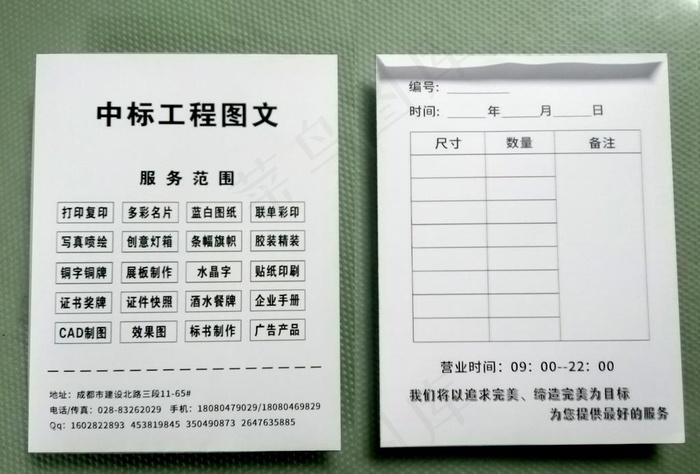 中标工程图文
服务范围
打印复印 多彩名片 蓝白图纸 联单彩印
写真喷绘 创意灯箱 条幅旗帜 胶装精装
铜字铜牌 展板制作 水晶字 贴纸印刷
证书奖牌 证件快照 酒水餐牌 企业手册
CAD制图 效果图 标书制作 广告产品
地址：成都市建设北路三段11-65#
电话/传真：028-83262029 手机：18080479029/18080469829
Qq：1602822893 453819845 350490873 2647635885
编号:
时间: 年 月 日
尺寸 数量 备注
营业时间：09：00--22：00
我们将以追求完美、缔造完美为目标
为您提供最好的服务